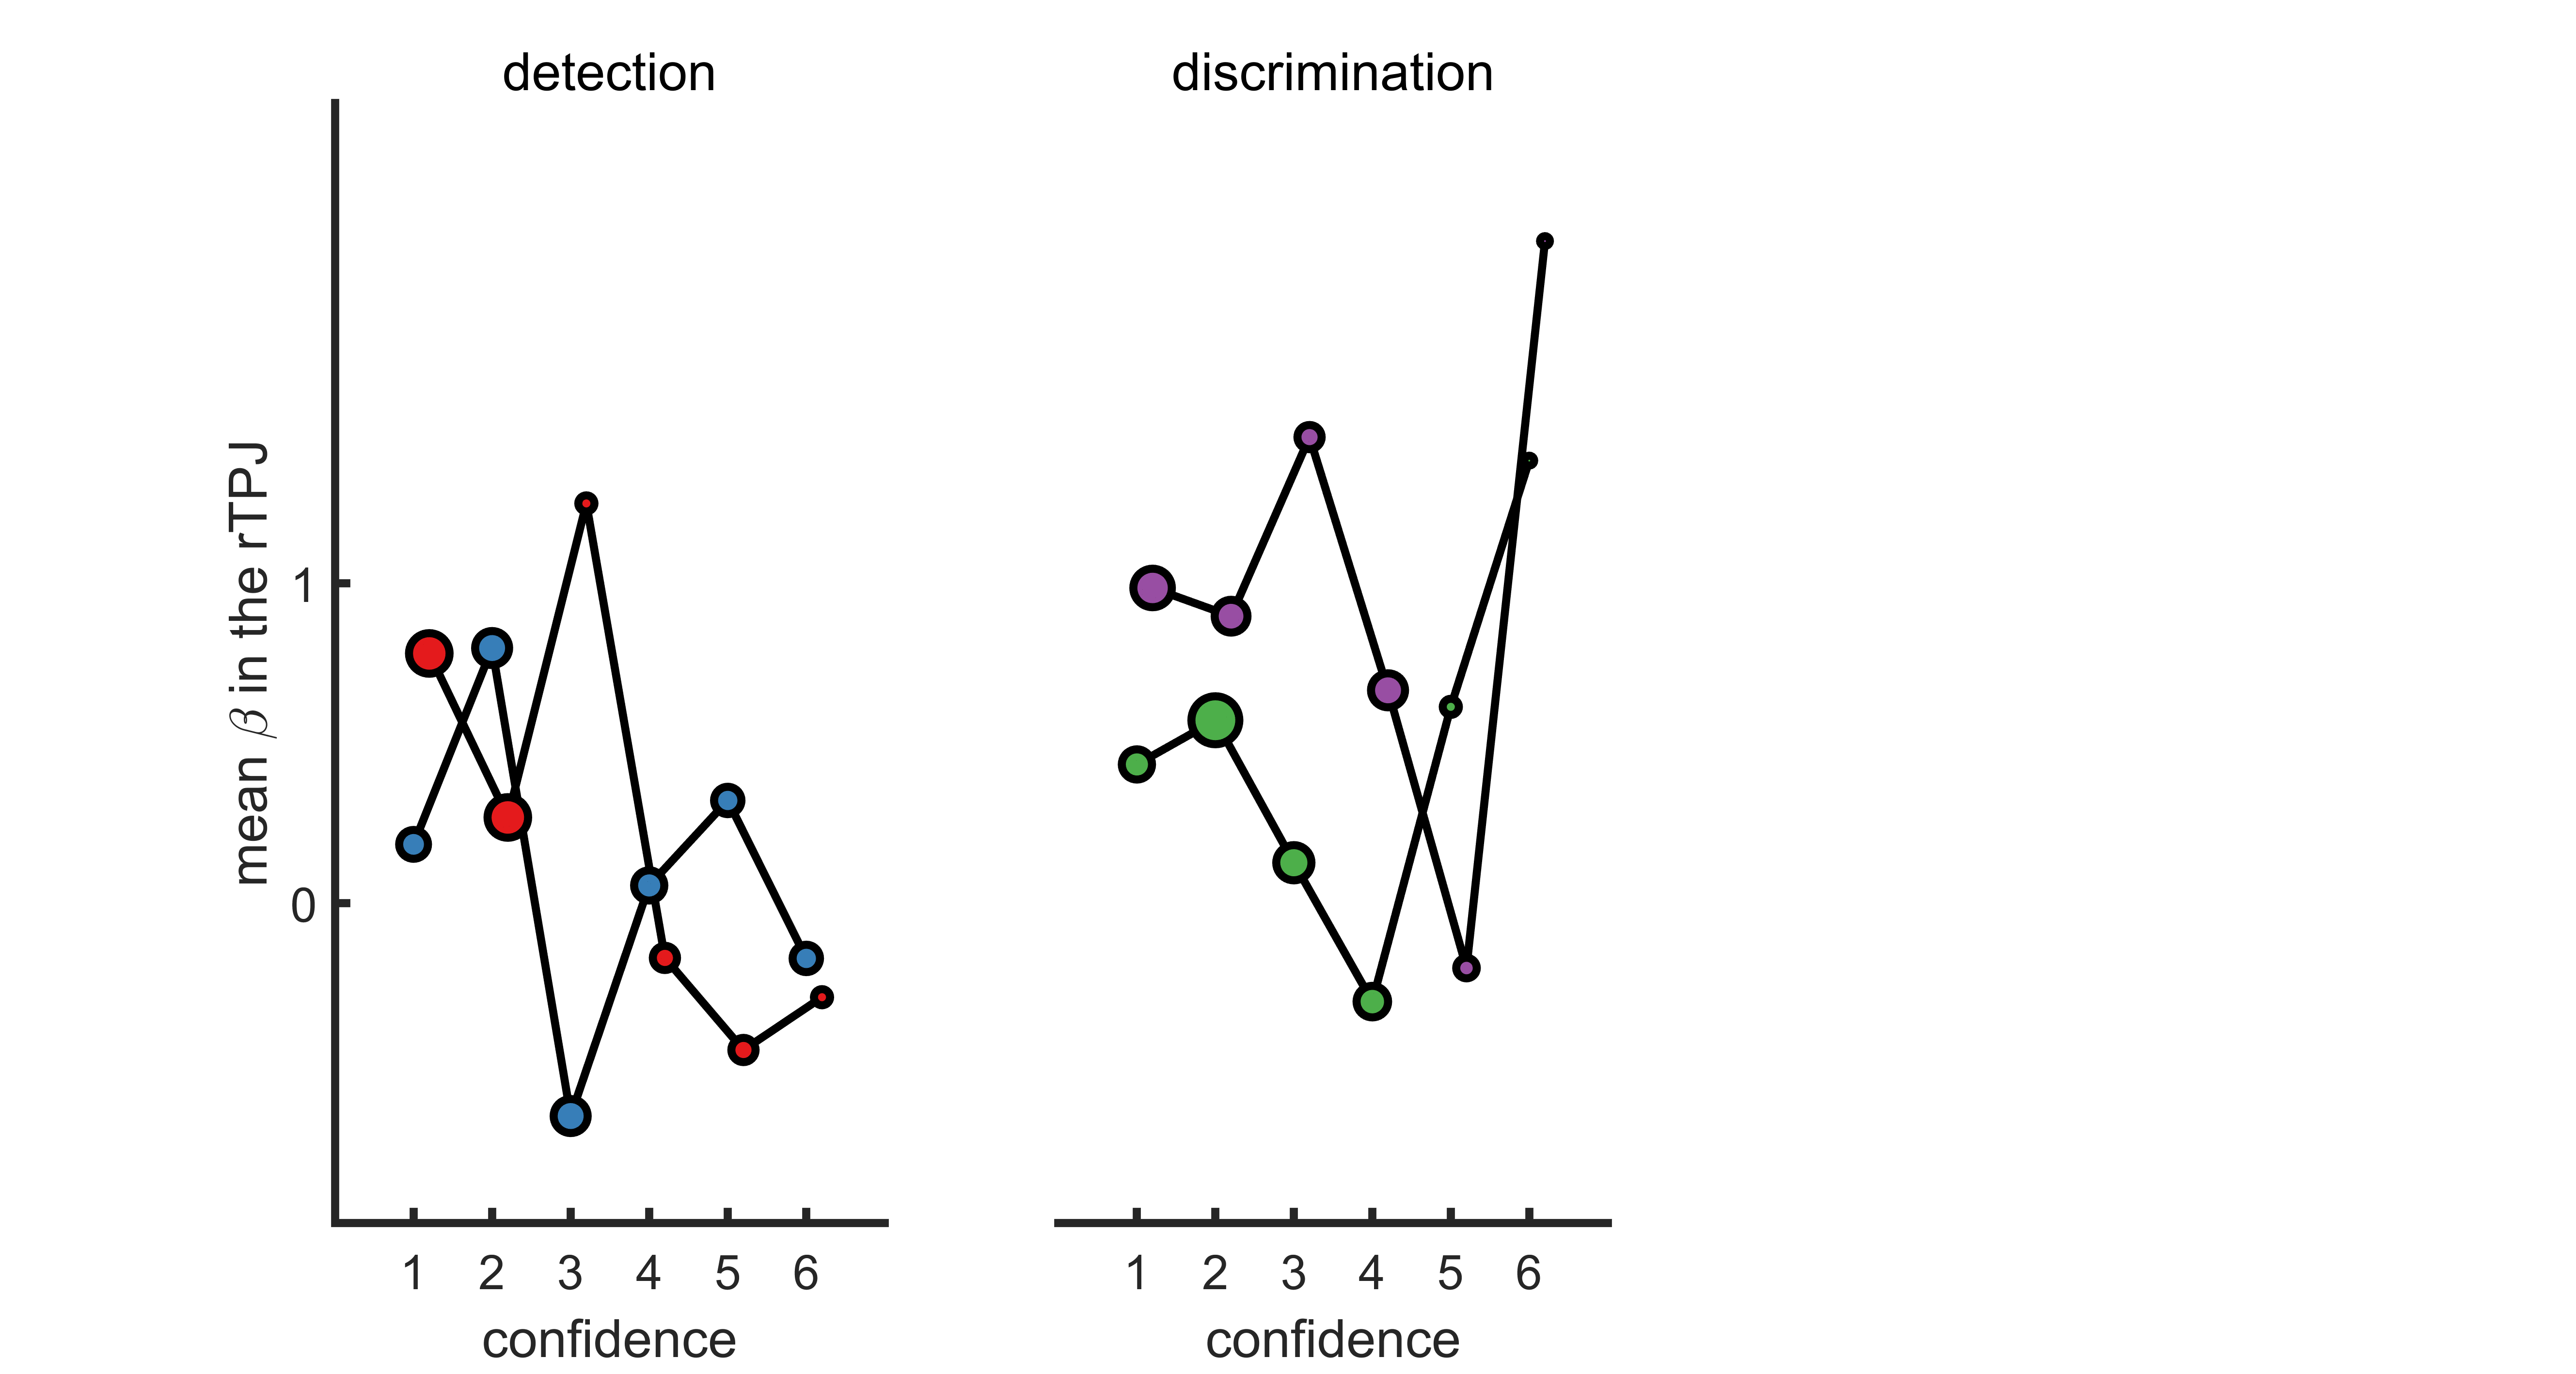 detection
discrimination
mean β in the rTPJ
1
0
1 2 3 4 5 6
1 2 3 4 5 6
confidence
confidence